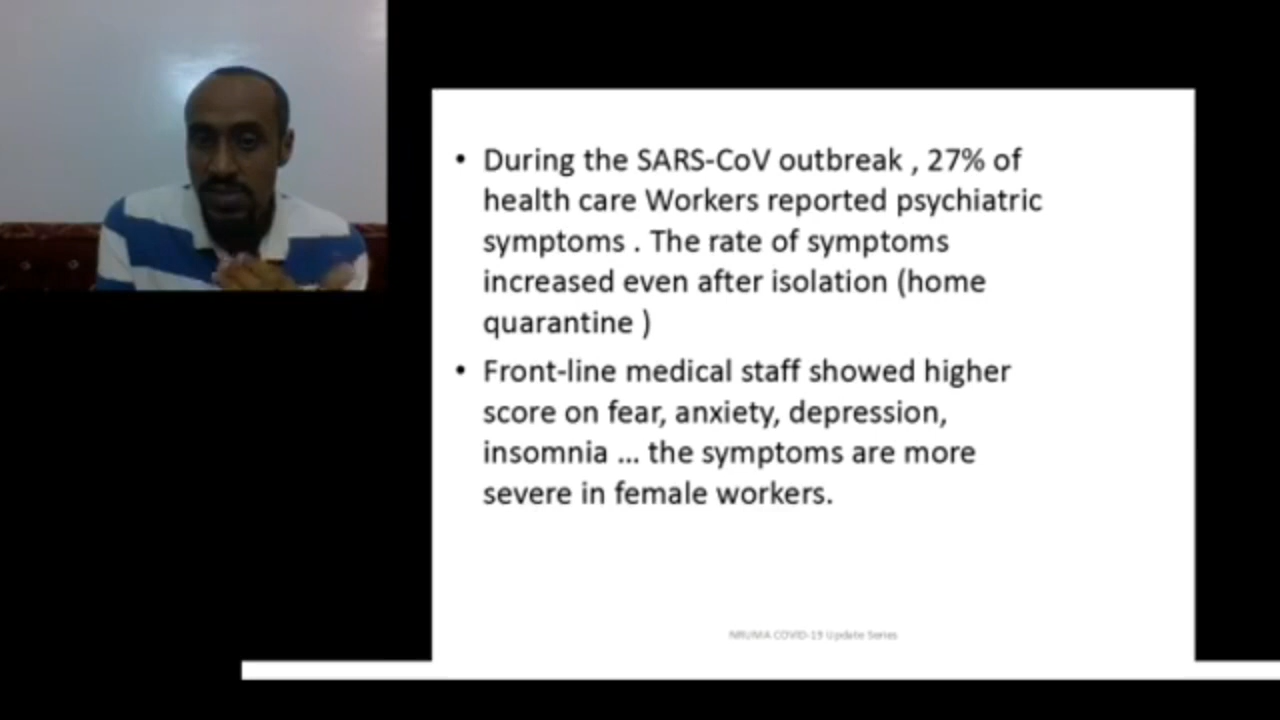 • During the SARS-CoV outbreak , 27% of
health care Workers reported psychiatric
symptoms . The rate of symptoms
increased even after isolation (home
quarantine )
• Front-line medical staff showed higher
score on fear, anxiety, depression,
insomnia ... the symptoms are more
severe in female workers.
COVID-19 Update Series